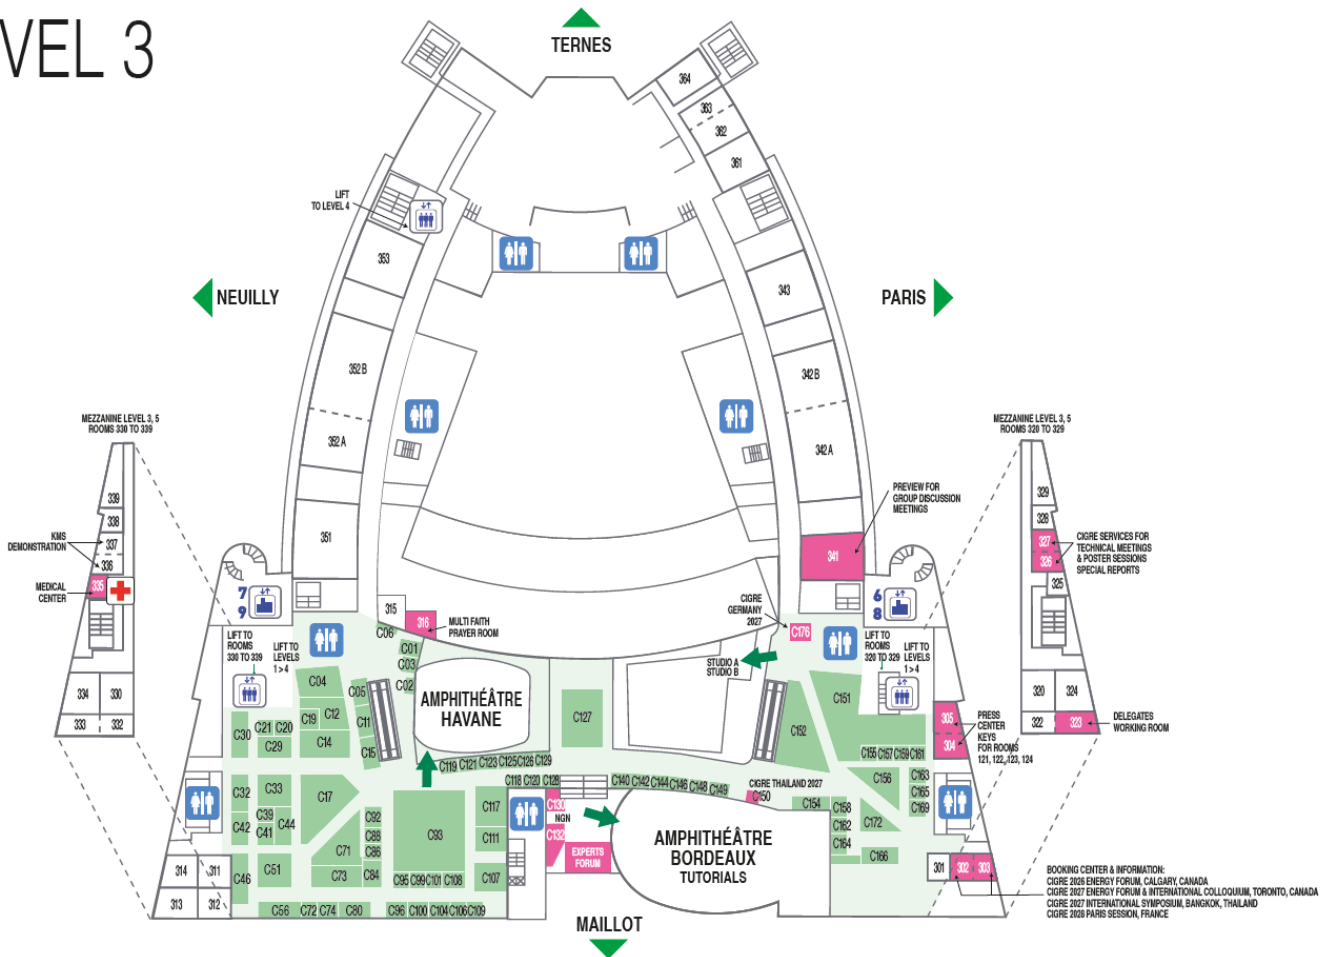 VEL 3
TERNES
364
363
362
361
LIFT
TO LEVEL 4
353
343
NEUILLY
PARIS
352 B
342 B
352 A
342 A
MEZZANINE LEVEL 3, 5
ROOMS 330 TO 339
MEZZANINE LEVEL 3, 5
ROOMS 320 TO 329
339
338
337
336
335
KMS
DEMONSTRATION
MEDICAL
CENTER
334
330
333
332
329
328
327
326
325
CIGRE SERVICES FOR
TECHNICAL MEETINGS
& POSTER SESSIONS
SPECIAL REPORTS
320
324
322
323
DELEGATES
WORKING ROOM
PREVIEW FOR
GROUP DISCUSSION
MEETINGS
351
341
7
9
6
8
315
316
MULTI FAITH
PRAYER ROOM
CIGRE
GERMANY
2027
C176
STUDIO A
STUDIO B
LIFT TO
ROOMS
330 TO 339
LIFT TO
LEVELS
1 > 4
LIFT TO
ROOMS
320 TO 329
LIFT TO
LEVELS
1 > 4
C06
C01
C03
C02
C04
C05
C19
C12
C11
C14
C15
C30
C21
C20
C29
AMPHITHÉÂTRE
HAVANE
C127
C151
C152
305
304
PRESS
CENTER
KEYS
FOR ROOMS
121, 122, 123, 124
C119 C121 C123 C125 C126 C129
C118 C120 C128
C140 C142 C144 C146 C148 C149
CIGRE THAILAND 2027
C150
C155 C157 C159 C161
C156
C163
C165
C169
C154
C158
C162
C164
C172
C166
C32
C33
C17
C42
C39
C41
C44
C92
C88
C86
C84
C71
C73
C93
C95 C99 C101 C108
C117
C111
C107
C130
NGN
C132
EXPERTS
FORUM
AMPHITHÉÂTRE
BORDEAUX
TUTORIALS
C46
C51
C56
C72 C74 C80
C96 C100 C104 C106 C109
314
311
313
312
301
302
303
BOOKING CENTER & INFORMATION:
CIGRE 2026 ENERGY FORUM, CALGARY, CANADA
CIGRE 2027 ENERGY FORUM & INTERNATIONAL COLLOQUIUM, TORONTO, CANADA
CIGRE 2027 INTERNATIONAL SYMPOSIUM, BANGKOK, THAILAND
CIGRE 2028 PARIS SESSION, FRANCE
MAILLOT